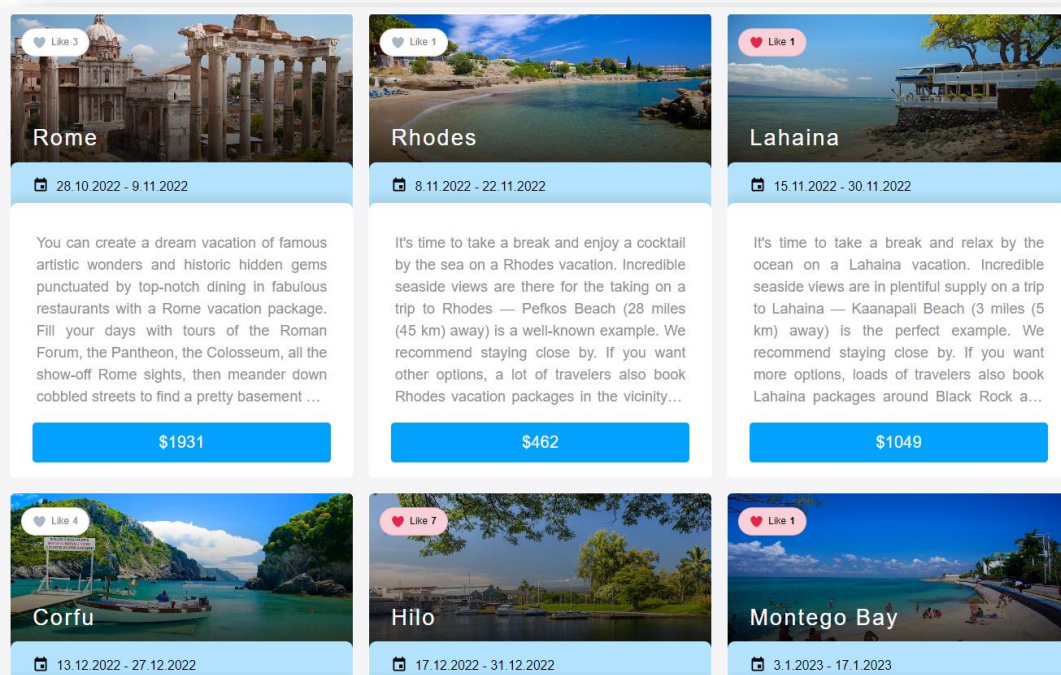 Like 3
Rome
28.10.2022 - 9.11.2022
You can create a dream vacation of famous
artistic wonders and historic hidden gems
punctuated by top-notch dining in fabulous
restaurants with a Rome vacation package.
Fill your days with tours of the Roman
Forum, the Pantheon, the Colosseum, all the
show-off Rome sights, then meander down
cobbled streets to find a pretty basement ...
$1931
Like 1
Rhodes
8.11.2022 - 22.11.2022
It's time to take a break and enjoy a cocktail
by the sea on a Rhodes vacation. Incredible
seaside views are there for the taking on a
trip to Rhodes — Pefkos Beach (28 miles
(45 km) away) is a well-known example. We
recommend staying close by. If you want
other options, a lot of travelers also book
Rhodes vacation packages in the vicinity...
$462
Like 1
Lahaina
15.11.2022 - 30.11.2022
It's time to take a break and relax by the
ocean on a Lahaina vacation. Incredible
seaside views are in plentiful supply on a trip
to Lahaina — Kaanapali Beach (3 miles (5
km) away) is the perfect example. We
recommend staying close by. If you want
more options, loads of travelers also book
Lahaina packages around Black Rock a...
$1049
Like 4
Corfu
13.12.2022 - 27.12.2022
Like 7
Hilo
17.12.2022 - 31.12.2022
Like 1
Montego Bay
3.1.2023 - 17.1.2023